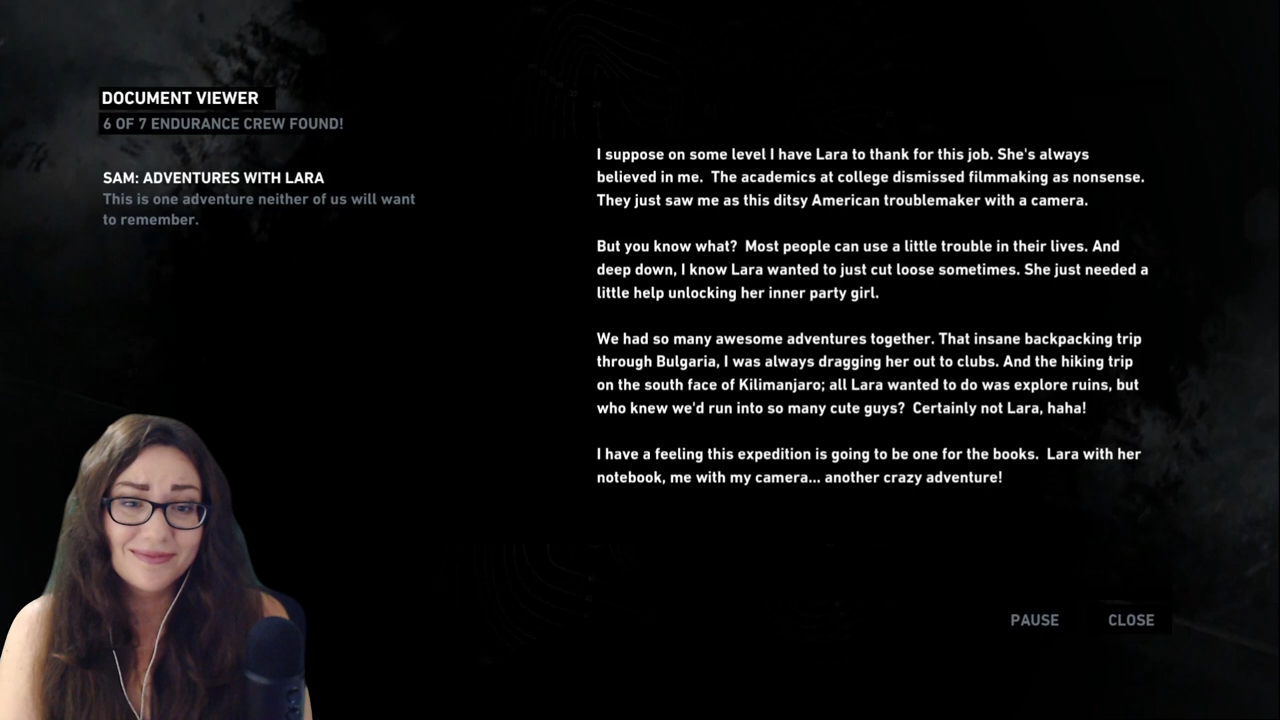 DOCUMENT VIEWER
6 OF 7 ENDURANCE CREW FOUND!
SAM: ADVENTURES WITH LARA
This is one adventure neither of us will want
to remember.
I suppose on some level I have Lara to thank for this job. She's always
believed in me.  The academics at college dismissed filmmaking as nonsense.
They just saw me as this ditsy American troublemaker with a camera.
But you know what?  Most people can use a little trouble in their lives. And
deep down, I know Lara wanted to just cut loose sometimes. She just needed a
little help unlocking her inner party girl.
We had so many awesome adventures together. That insane backpacking trip
through Bulgaria, I was always dragging her out to clubs. And the hiking trip
on the south face of Kilimanjaro; all Lara wanted to do was explore ruins, but
who knew we'd run into so many cute guys?  Certainly not Lara, haha!
I have a feeling this expedition is going to be one for the books.  Lara with her
notebook, me with my camera... another crazy adventure!
PAUSE CLOSE